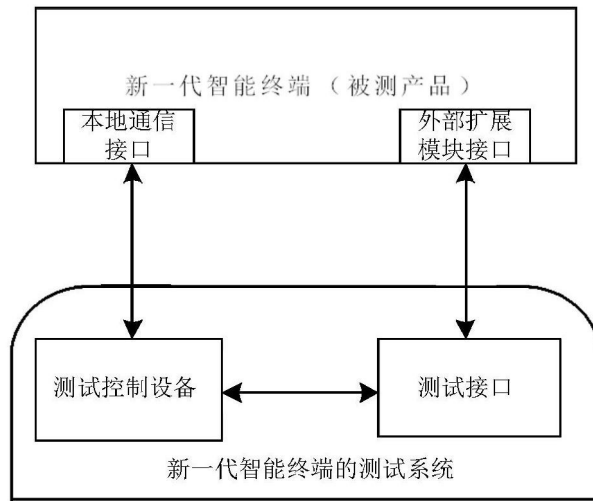 新一代智能终端（被测产品）
本地通信
接口
外部扩展
模块接口
测试控制设备
测试接口
新一代智能终端的测试系统